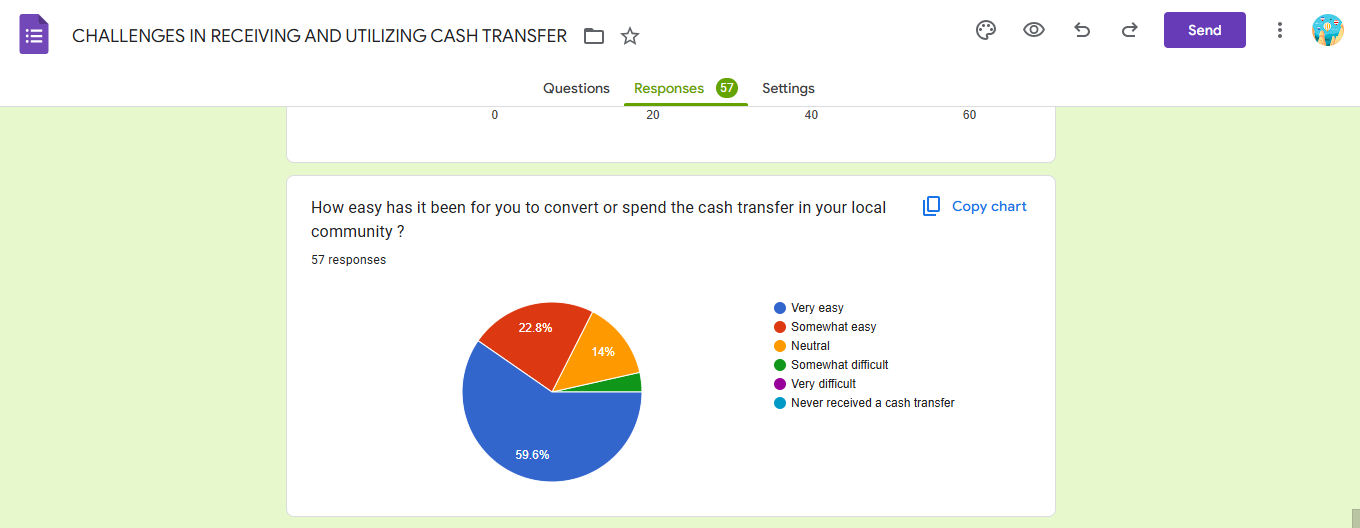 CHALLENGES IN RECEIVING AND UTILIZING CASH TRANSFER
Send
Questions
Responses 57
Settings
0 20 40 60
How easy has it been for you to convert or spend the cash transfer in your local
community ?
Copy chart
57 responses
22.8%
14%
59.6%
Very easy
Somewhat easy
Neutral
Somewhat difficult
Very difficult
Never received a cash transfer